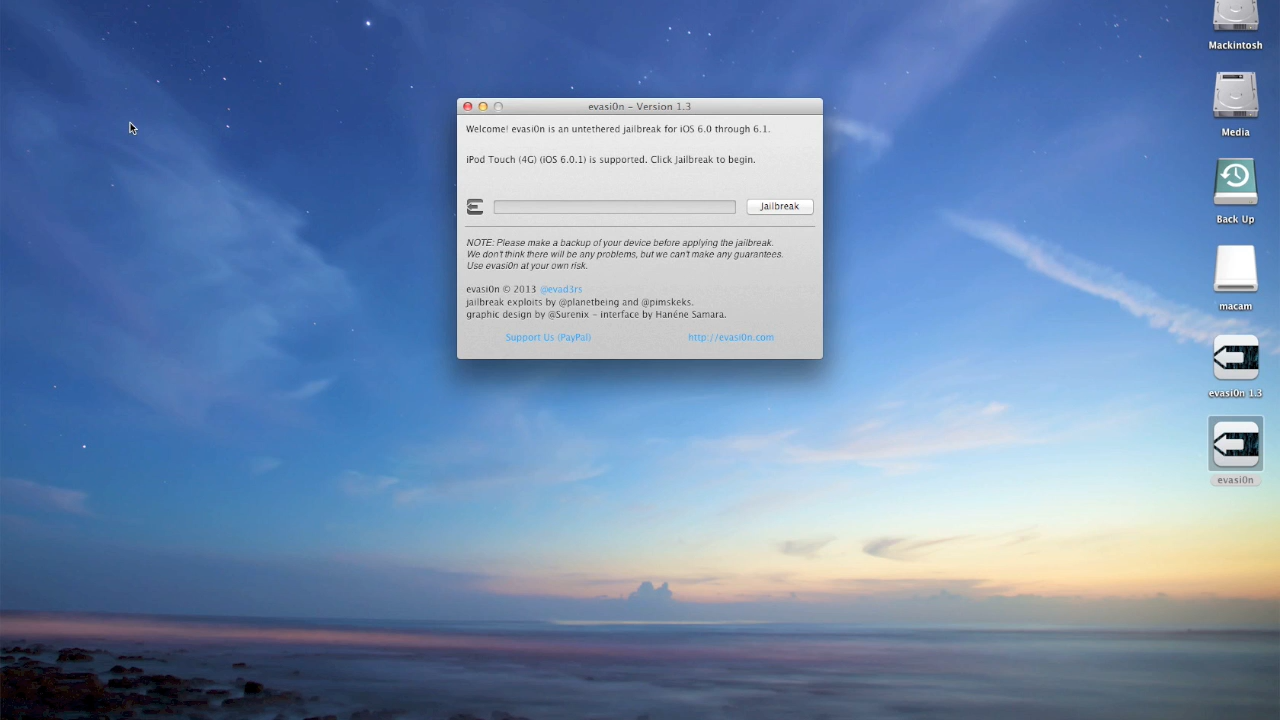 evasi0n – Version 1.3
Welcome! evasi0n is an untethered jailbreak for iOS 6.0 through 6.1.
iPod Touch (4G) (iOS 6.0.1) is supported. Click Jailbreak to begin.
Jailbreak
NOTE: Please make a backup of your device before applying the jailbreak.
We don't think there will be any problems, but we can't make any guarantees.
Use evasi0n at your own risk.
evasi0n © 2013 @evad3rs
jailbreak exploits by @planetbeing and @pimskeks.
graphic design by @Surenix – interface by Hanéne Samara.
Support Us (PayPal)
http://evasi0n.com
Mackintosh
Media
Back Up
macam
evasi0n 1.3
evasi0n